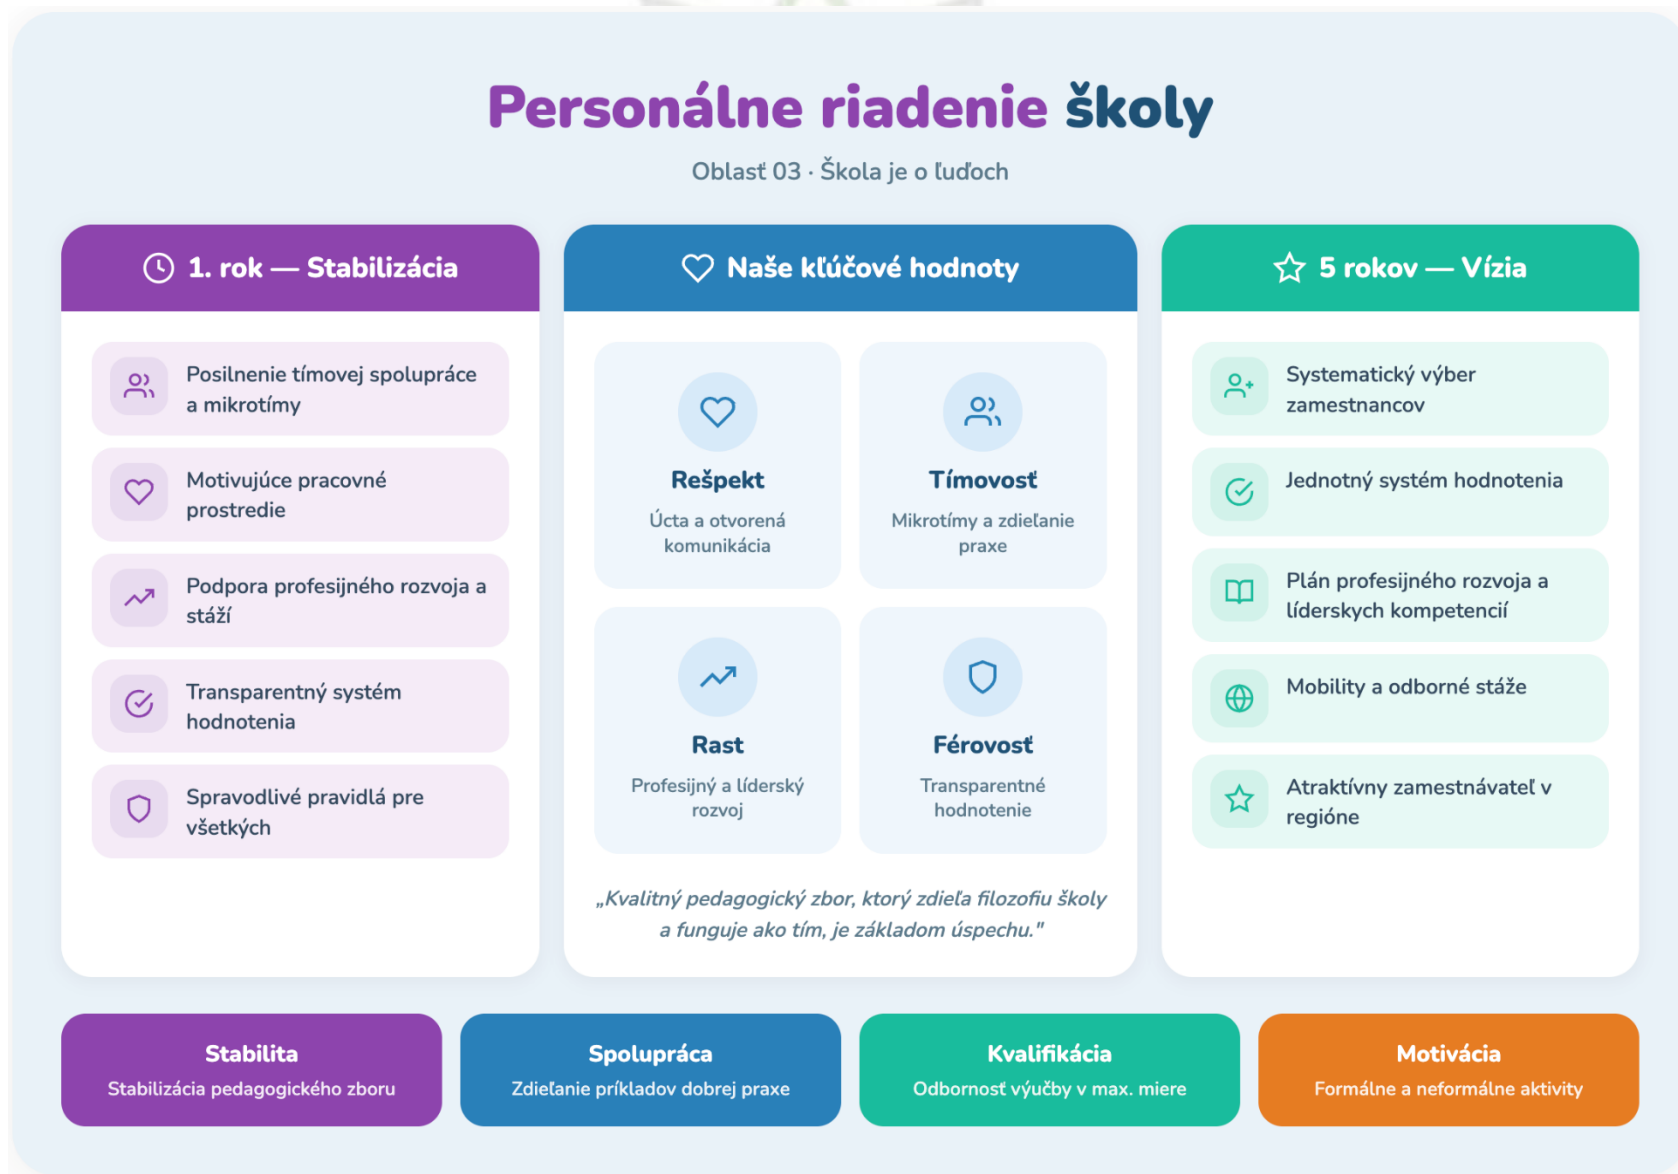 Personálne riadenie školy
Oblasť 03 · Škola je o ľuďoch
1. rok — Stabilizácia
Posilnenie tímovej spolupráce
a mikrotímy
Motivujúce pracovné
prostredie
Podpora profesijného rozvoja a
stáží
Transparentný systém
hodnotenia
Spravodlivé pravidlá pre
všetkých
Naše kľúčové hodnoty
Rešpekt
Úcta a otvorená
komunikácia
Tímovosť
Mikrotímy a zdieľanie
praxe
Rast
Profesijný a líderský
rozvoj
Férovosť
Transparentné
hodnotenie
„Kvalitný pedagogický zbor, ktorý zdieľa filozofiu školy
a funguje ako tím, je základom úspechu."
5 rokov — Vízia
Systematický výber
zamestnancov
Jednotný systém hodnotenia
Plán profesijného rozvoja a
líderskych kompetencií
Mobility a odborné stáže
Atraktívny zamestnávateľ v
regióne
Stabilita
Stabilizácia pedagogického zboru
Spolupráca
Zdieľanie príkladov dobrej praxe
Kvalifikácia
Odbornosť výučby v max. miere
Motivácia
Formálne a neformálne aktivity